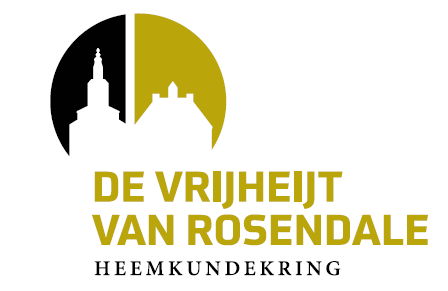 DE VRIJHEIJT
VAN ROSENDALE
HEEMKUNDEKRING